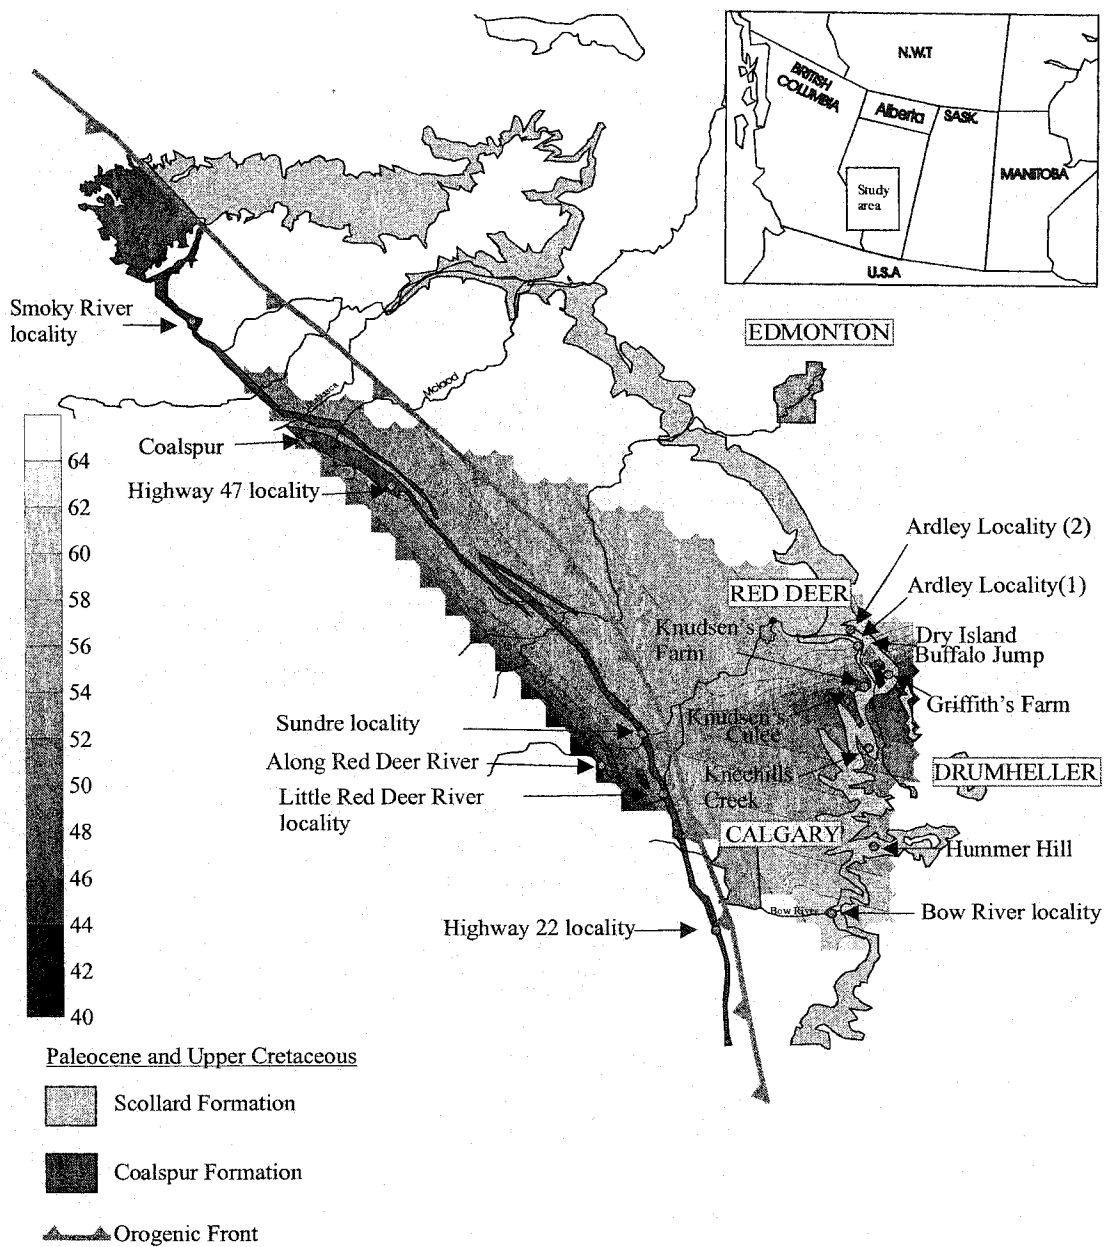 N.W.T
BRITISH
COLUMBIA
Alberta
SASK.
MANITOBA
Study
area
U.S.A
Smoky River
locality
EDMONTON
Mcleod
Coalspur
Highway 47 locality
64
62
60
58
56
54
52
50
48
46
44
42
40
Ardley Locality (2)
Ardley Locality(1)
RED DEER
Knudsen's
Farm
Dry Island
Buffalo Jump
Griffith's Farm
Knudsen's
Culee
Sundre locality
Along Red Deer River
Little Red Deer River
locality
Kneehills
Creek
DRUMHELLER
CALGARY
Hummer Hill
Bow River
Bow River locality
Highway 22 locality
Paleocene and Upper Cretaceous
Scollard Formation
Coalspur Formation
Orogenic Front